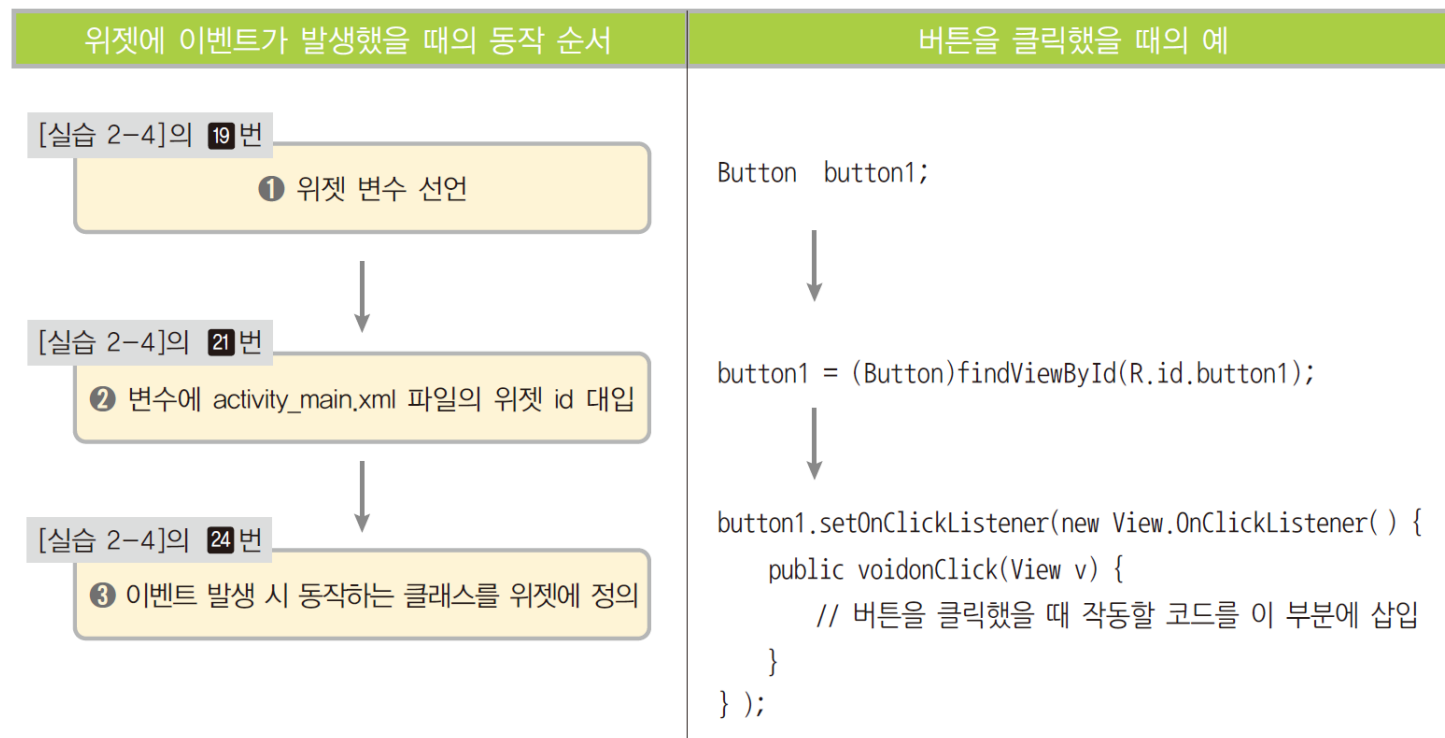 위젯에 이벤트가 발생했을 때의 동작 순서
버튼을 클릭했을 때의 예
[실습 2-4]의 19번
❶ 위젯 변수 선언
Button button1;
[실습 2-4]의 21번
❷ 변수에 activity_main.xml 파일의 위젯 id 대입
button1 = (Button)findViewById(R.id.button1);
[실습 2-4]의 24번
❸ 이벤트 발생 시 동작하는 클래스를 위젯에 정의
button1.setOnClickListener(new View.OnClickListener( ) {
public voidonClick(View v) {
// 버튼을 클릭했을 때 작동할 코드를 이 부분에 삽입
}
} );